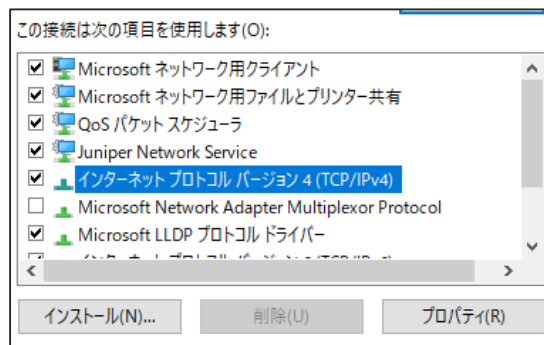 この接続は次の項目を使用します(O):
Microsoft ネットワーク用クライアント
Microsoft ネットワーク用ファイルとプリンター共有
QoS パケット スケジューラ
Juniper Network Service
インターネット プロトコル バージョン 4 (TCP/IPv4)
Microsoft Network Adapter Multiplexor Protocol
Microsoft LLDP プロトコル ドライバー
インストール(N)...
削除(U)
プロパティ(R)